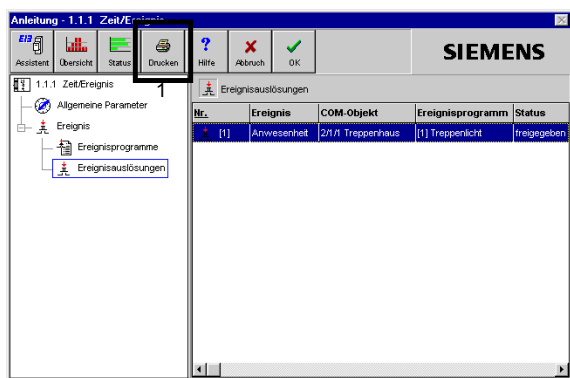 Anleitung - 1.1.1 Zeit/Ereignis
Assistent Übersicht Status Drucken Hilfe Abbruch OK
SIEMENS
1
1.1.1 Zeit/Ereignis
Allgemeine Parameter
Ereignis
Ereignisprogramme
Ereignisauslösungen
Ereignisauslösungen
Nr. Ereignis COM-Objekt Ereignisprogramm Status
[1] Anwesenheit 2/1/1 Treppenhaus [1] Treppenlicht freigegeben